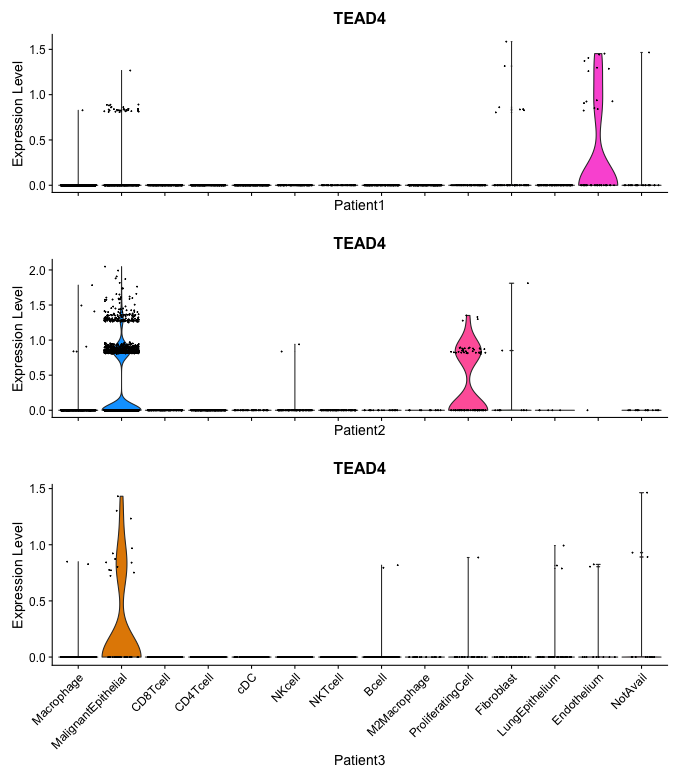 TEAD4
Expression Level
1.5
1.0
0.5
0.0
Patient1
TEAD4
Expression Level
2.0
1.5
1.0
0.5
0.0
Patient2
TEAD4
Expression Level
1.5
1.0
0.5
0.0
Macrophage
MalignantEpithelial
CD8Tcell
CD4Tcell
cDC
NKcell
NKTcell
Bcell
M2Macrophage
ProliferatingCell
Fibroblast
LungEpithelium
Endothelium
NotAvail
Patient3